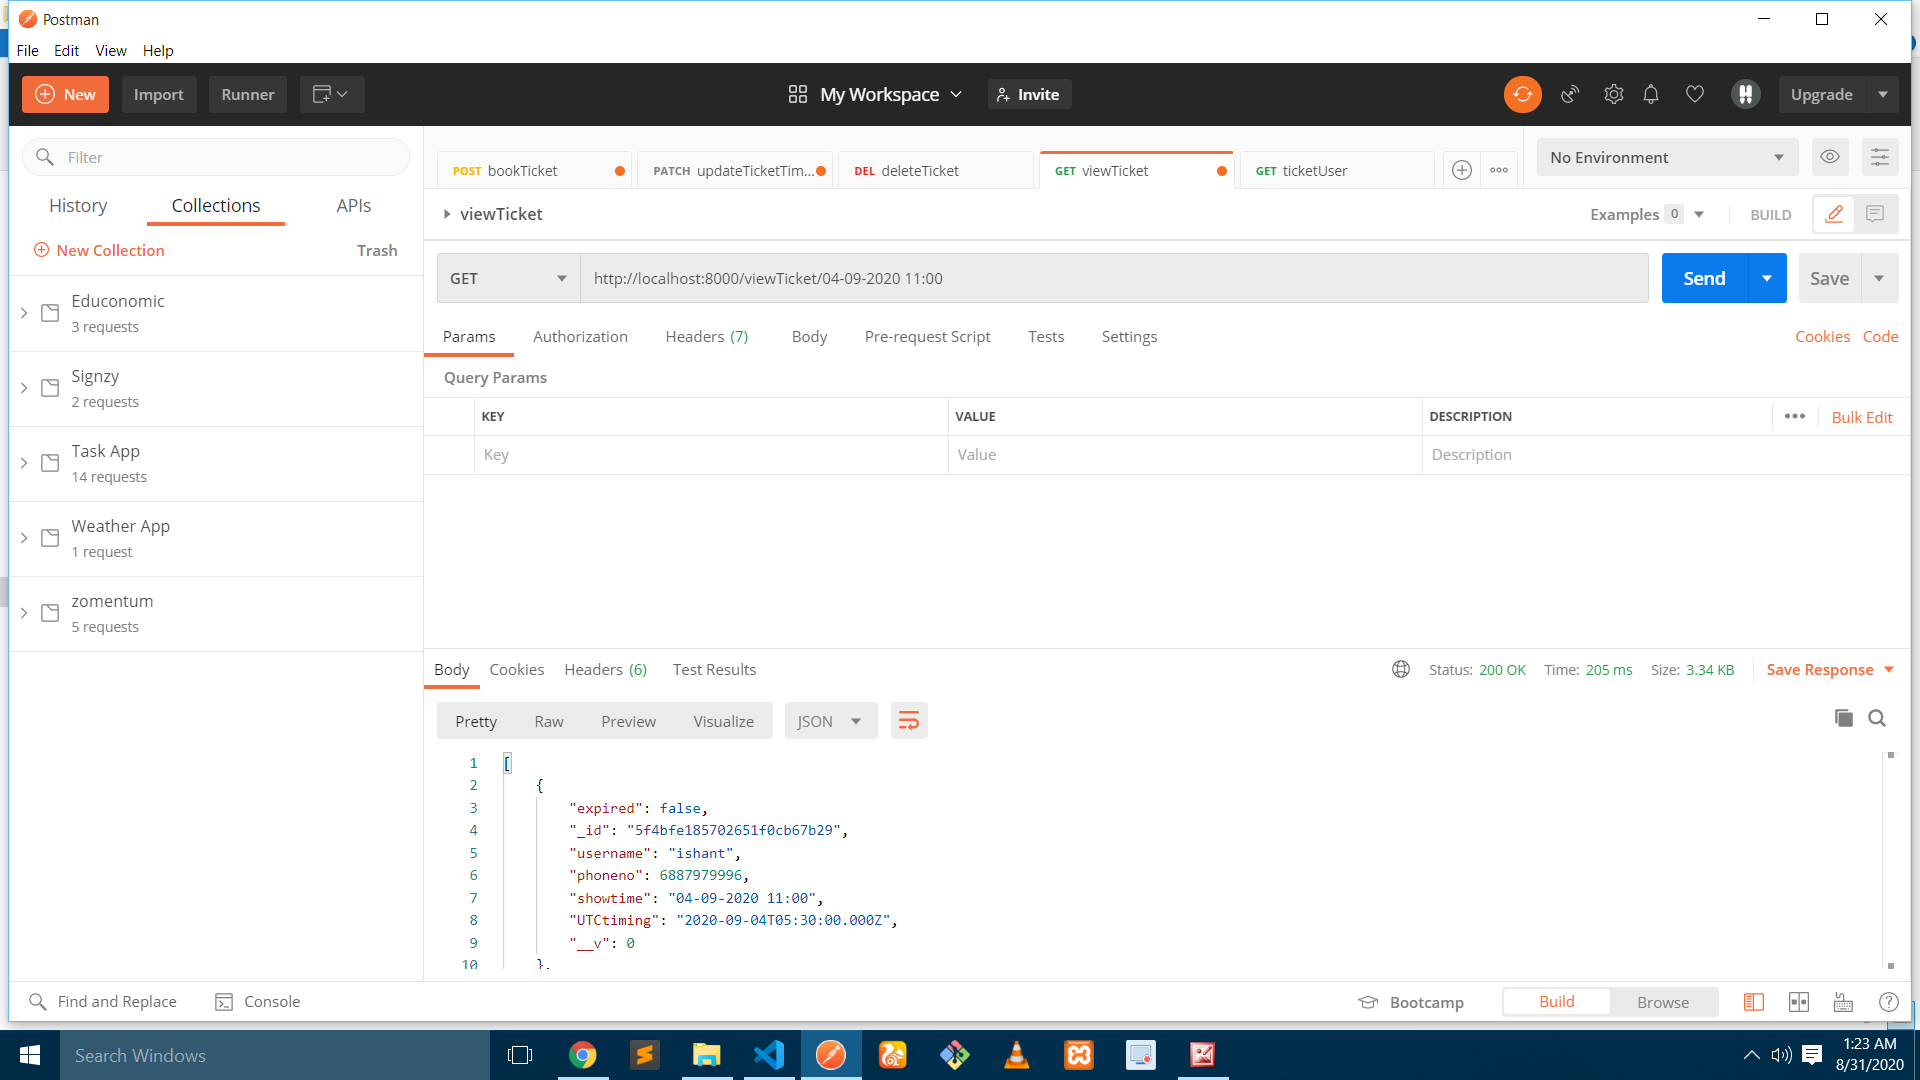 Postman
File Edit View Help
New Import Runner My Workspace Invite Upgrade
Filter
History Collections APIs
New Collection Trash
Educonomic
3 requests
Signzy
2 requests
Task App
14 requests
Weather App
1 request
zomentum
5 requests
POST bookTicket PATCH updateTicketTim... DEL deleteTicket GET viewTicket GET ticketUser No Environment
viewTicket Examples 0 BUILD
GET http://localhost:8000/viewTicket/04-09-2020 11:00 Send Save
Params Authorization Headers (7) Body Pre-request Script Tests Settings Cookies Code
Query Params
KEY VALUE DESCRIPTION Bulk Edit
Key Value Description
Body Cookies Headers (6) Test Results Status: 200 OK Time: 205 ms Size: 3.34 KB Save Response
Pretty Raw Preview Visualize JSON
1 [
2 {
3 "expired": false,
4 "_id": "5f4bfe185702651f0cb67b29",
5 "username": "ishant",
6 "phoneno": 6887979996,
7 "showtime": "04-09-2020 11:00",
8 "UTCtiming": "2020-09-04T05:30:00.000Z",
9 "__v": 0
10 },
Find and Replace Console Bootcamp Build Browse
Search Windows 1:23 AM
8/31/2020